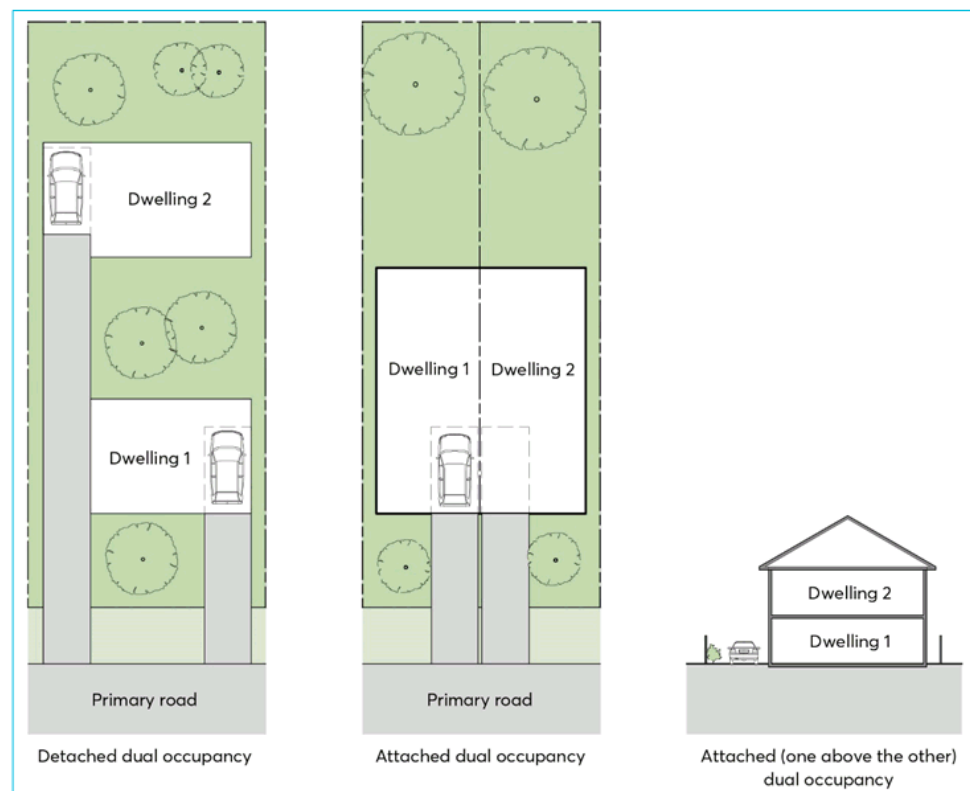 Dwelling 2
Dwelling 1
Primary road
Detached dual occupancy
Dwelling 1
Dwelling 2
Primary road
Attached dual occupancy
Dwelling 2
Dwelling 1
Attached (one above the other)
dual occupancy